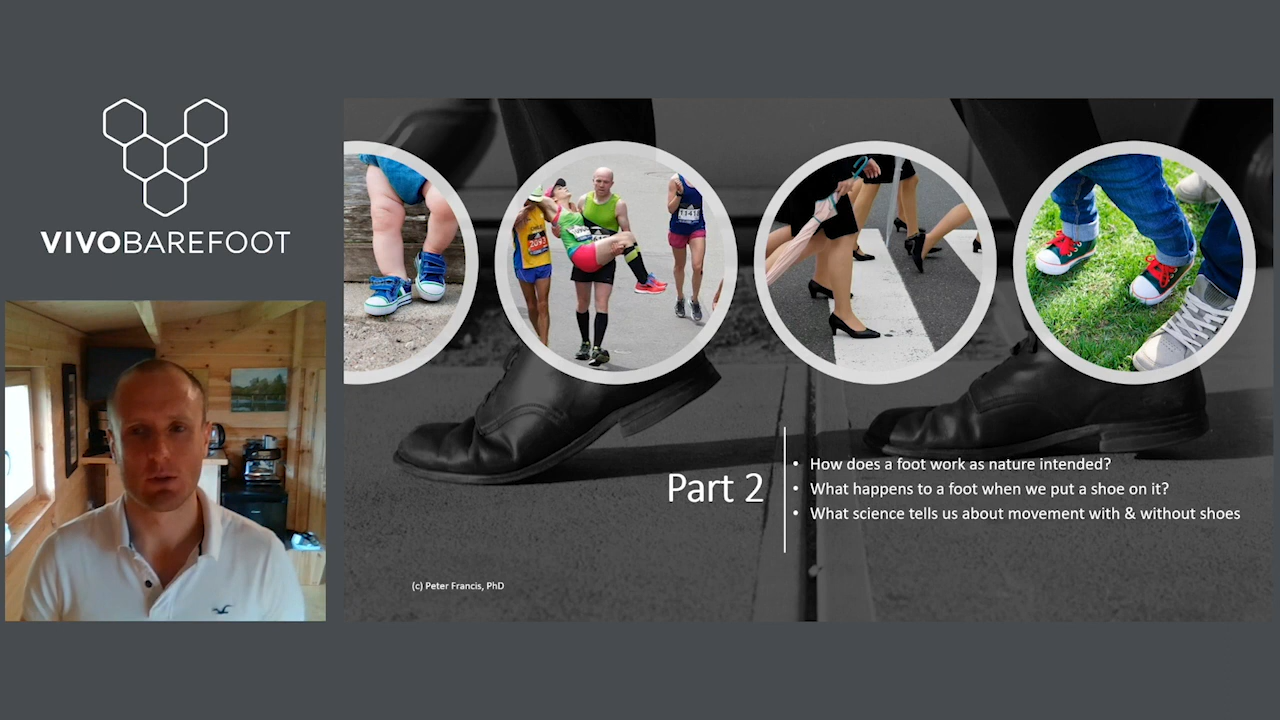 VIVOBAREFOOT
2093
Part 2
• How does a foot work as nature intended?
• What happens to a foot when we put a shoe on it?
• What science tells us about movement with & without shoes
(c) Peter Francis, PhD